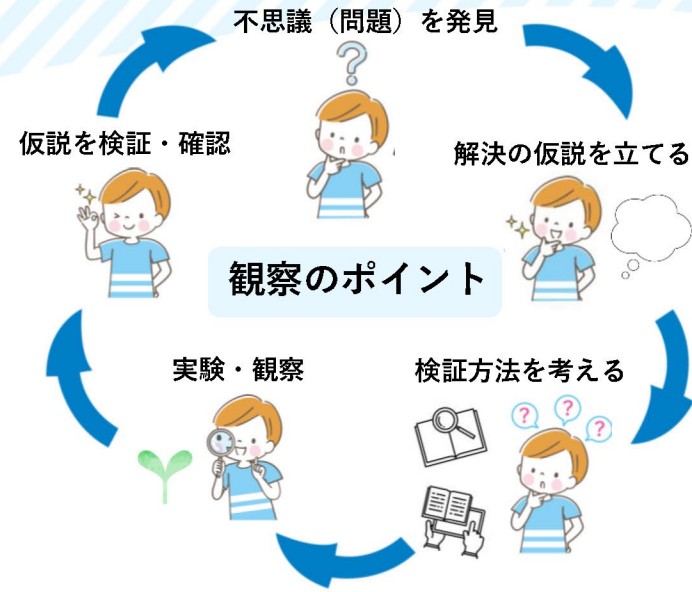 不思議（問題）を発見
解決の仮説を立てる
検証方法を考える
実験・観察
仮説を検証・確認
観察のポイント